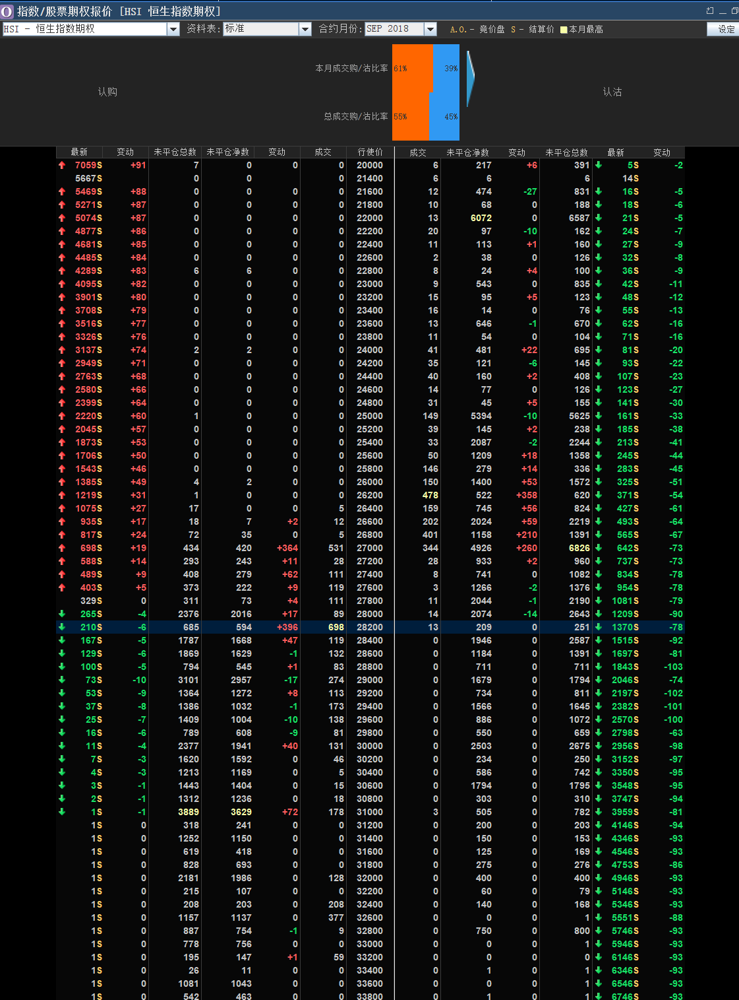 O 指数/股票期权报价 [HSI 恒生指数期权]
HSI - 恒生指数期权 资料表: 标准 合约月份: SEP 2018 A.O.- 竞价盘 S - 结算价 本月最高 设定
本月成交购/沽比率 61% 39%
认购 认沽
总成交购/沽比率 55% 45%
最新 变动 未平仓总数 未平仓净数 变动 成交 行使价 成交 未平仓净数 变动 未平仓总数 最新 变动
7059S +91 7 0 0 0 20000 6 217 +6 391 5S -2
5667S 0 0 0 0 21400 6 6 6 14S
5469S +88 0 0 0 0 21600 12 474 -27 831 16S -5
5271S +87 0 0 0 0 21800 10 68 0 188 18S -6
5074S +87 0 0 0 0 22000 13 6072 0 6587 21S -5
4877S +86 0 0 0 0 22200 20 97 -10 162 24S -7
4681S +85 0 0 0 0 22400 11 113 +1 160 27S -9
4485S +84 0 0 0 0 22600 2 38 0 126 32S -8
4289S +83 6 6 0 0 22800 8 24 +4 100 36S -9
4095S +82 0 0 0 0 23000 9 543 0 835 42S -11
3901S +80 0 0 0 0 23200 15 95 +5 123 48S -12
3708S +79 0 0 0 0 23400 16 14 0 76 55S -13
3516S +77 0 0 0 0 23600 13 646 -1 670 62S -16
3326S +76 0 0 0 0 23800 11 54 0 104 71S -16
3137S +74 2 2 0 0 24000 41 481 +22 695 81S -20
2949S +71 0 0 0 0 24200 35 121 -6 145 93S -22
2763S +68 0 0 0 0 24400 40 160 +2 408 107S -23
2580S +66 0 0 0 0 24600 14 77 0 126 123S -27
2399S +64 0 0 0 0 24800 31 45 +5 155 141S -30
2220S +60 1 0 0 0 25000 149 5394 -10 5625 161S -33
2045S +57 0 0 0 0 25200 39 145 +2 238 185S -38
1873S +53 0 0 0 0 25400 33 2087 -2 2244 213S -41
1706S +50 0 0 0 0 25600 50 1209 +18 1358 245S -44
1543S +46 0 0 0 0 25800 146 279 +14 336 283S -45
1385S +49 4 2 0 0 26000 150 1400 +53 1572 325S -51
1219S +31 1 0 0 0 26200 478 522 +358 620 371S -54
1075S +27 17 0 0 5 26400 159 745 +56 824 427S -61
935S +17 18 7 +2 12 26600 202 2024 +59 2219 493S -64
817S +24 72 35 0 5 26800 401 1158 +210 1391 565S -67
698S +19 434 420 +364 531 27000 344 4926 +260 6826 642S -73
588S +14 293 243 +11 28 27200 28 933 +2 960 737S -73
489S +9 408 279 +62 111 27400 8 741 0 1082 834S -78
403S +5 373 222 +9 119 27600 3 1266 -2 1376 954S -78
329S 0 311 73 +4 111 27800 11 2044 -1 2190 1081S -79
265S -4 2376 2016 +17 89 28000 14 2074 -14 2643 1209S -90
210S -6 685 594 +396 698 28200 13 209 0 251 1370S -78
167S -5 1787 1668 +47 119 28400 0 1946 0 2587 1515S -92
129S -6 1869 1629 -1 132 28600 0 1184 0 1391 1697S -81
100S -5 794 545 +1 83 28800 0 711 0 711 1843S -103
73S -10 3101 2957 -17 274 29000 0 1679 0 1794 2046S -74
53S -9 1364 1272 +8 113 29200 0 734 0 811 2197S -102
37S -8 1386 1032 -1 173 29400 0 1566 0 1645 2382S -101
25S -7 1409 1004 -10 138 29600 0 886 0 1072 2570S -100
16S -6 789 608 -9 81 29800 0 550 0 659 2798S -63
11S -4 2377 1941 +40 131 30000 0 2503 0 2675 2956S -98
7S -3 1620 1592 0 46 30200 0 234 0 250 3152S -97
4S -3 1213 1169 0 5 30400 0 586 0 742 3350S -95
3S -1 1443 1404 0 15 30600 0 1794 0 1795 3548S -95
2S -1 1312 1236 0 18 30800 0 303 0 310 3747S -94
1S -1 3889 3629 +72 178 31000 3 505 0 782 3959S -81
1S 0 318 241 0 0 31200 0 200 0 203 4146S -94
1S 0 1252 1150 0 0 31400 0 150 0 153 4346S -93
1S 0 619 418 0 0 31600 0 125 0 169 4546S -93
1S 0 828 693 0 0 31800 0 275 0 276 4753S -86
1S 0 2181 1986 0 128 32000 0 400 0 400 4946S -93
1S 0 215 107 0 0 32200 0 60 0 79 5146S -93
1S 0 208 203 0 208 32400 0 140 0 168 5346S -93
1S 0 1157 1137 0 377 32600 0 0 0 1 5551S -88
1S 0 887 754 -1 9 32800 0 750 0 800 5746S -93
1S 0 778 756 0 0 33000 0 0 0 1 5946S -93
1S 0 195 147 +1 59 33200 0 0 0 0 6146S -93
1S 0 26 11 0 0 33400 0 1 0 1 6346S -93
1S 0 1081 1043 0 0 33600 0 0 0 1 6546S -93
1S 0 542 463 0 0 33800 0 1 0 1 6746S -93